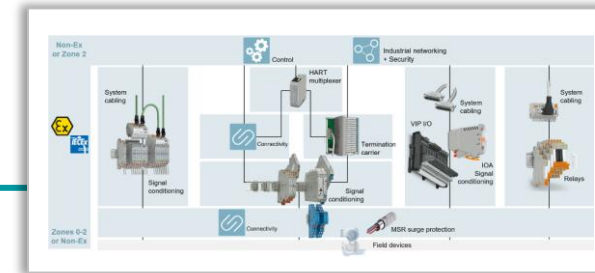 Non-Ex
or Zone 2
Control
Industrial networking
+ Security
HART
multiplexer
System
cabling
System
cabling
System
cabling
VIP I/O
Ex
IECEx
Connectivity
Termination
carrier
IOA
Signal
conditioning
Signal
conditioning
Signal
conditioning
Relays
Zones 0-2
or Non-Ex
Connectivity
MSR surge protection
Field devices